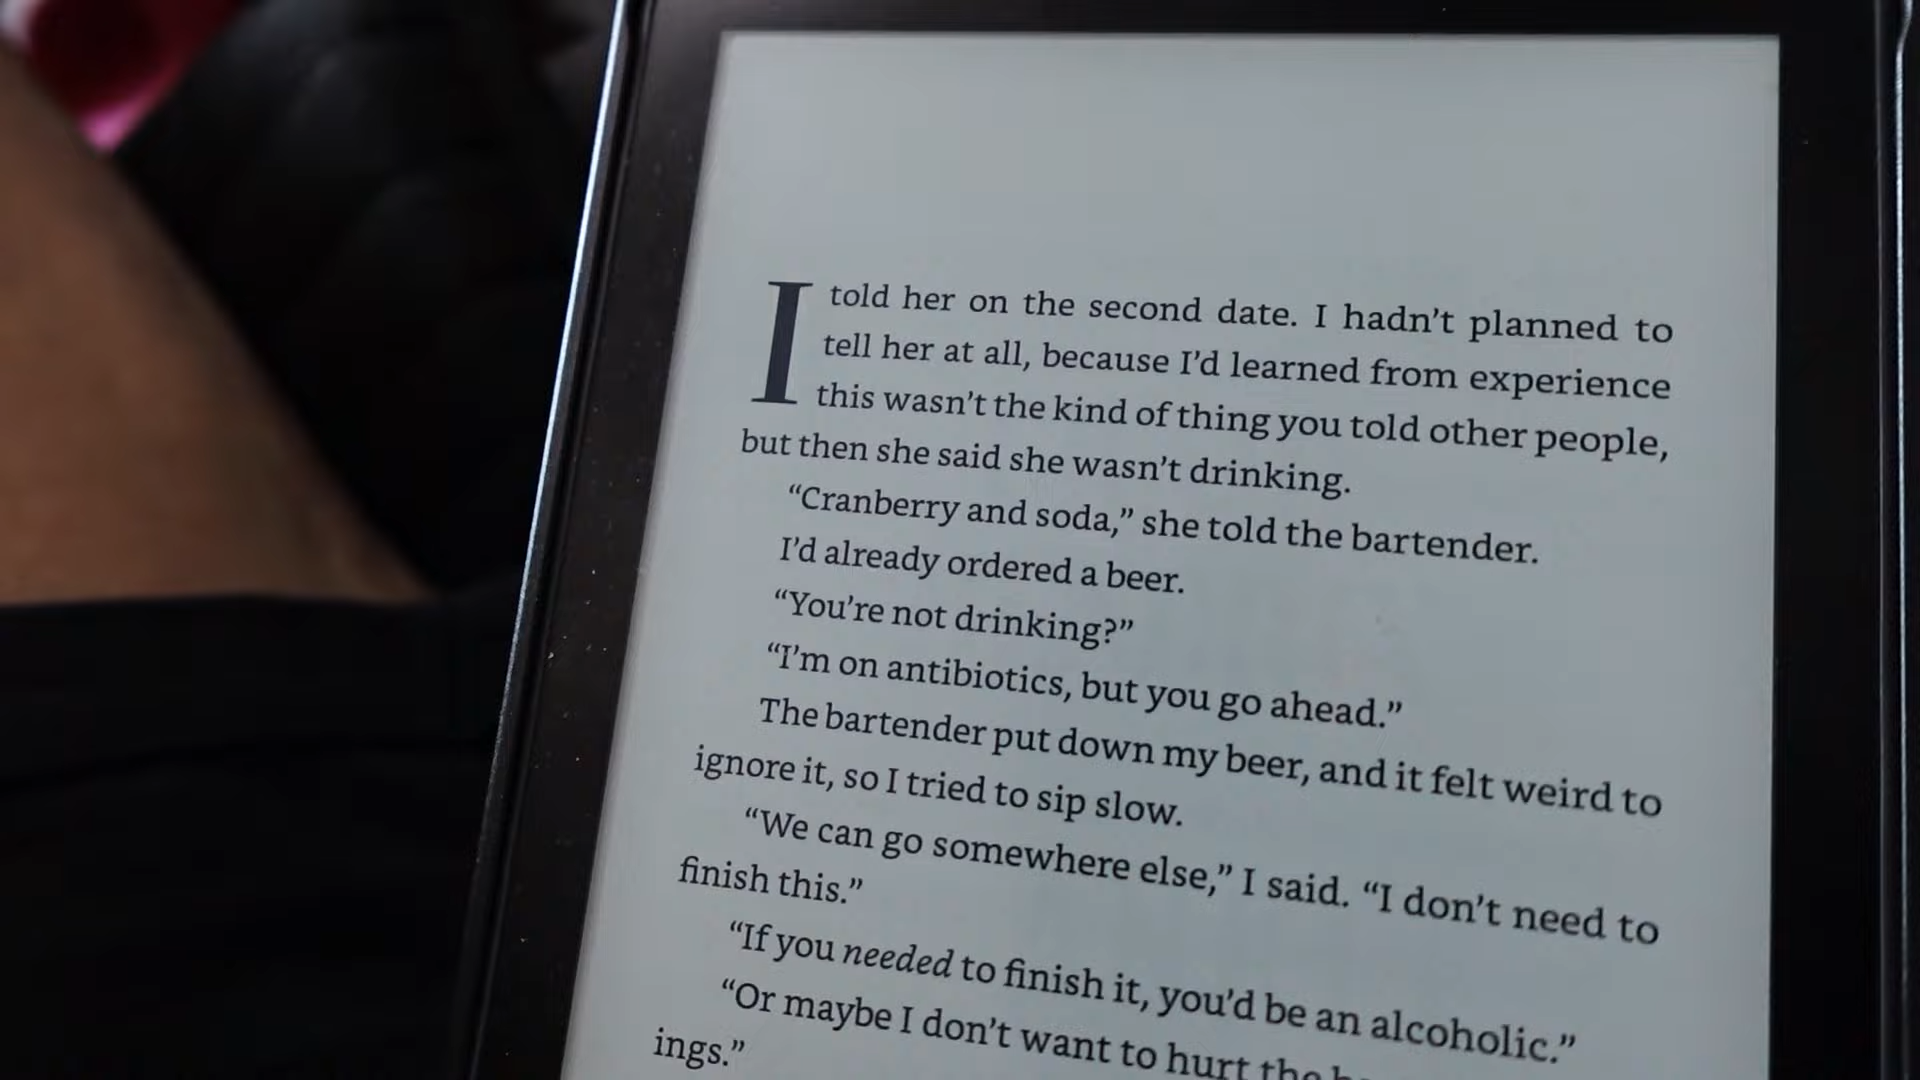 I told her on the second date. I hadn’t planned to
tell her at all, because I’d learned from experience
this wasn’t the kind of thing you told other people,
but then she said she wasn’t drinking.
“Cranberry and soda,” she told the bartender.
I’d already ordered a beer.
“You’re not drinking?”
“I’m on antibiotics, but you go ahead.”
The bartender put down my beer, and it felt weird to
ignore it, so I tried to sip slow.
“We can go somewhere else,” I said. “I don’t need to
finish this.”
“If you needed to finish it, you’d be an alcoholic.”
“Or maybe I don’t want to hurt the
ings.”